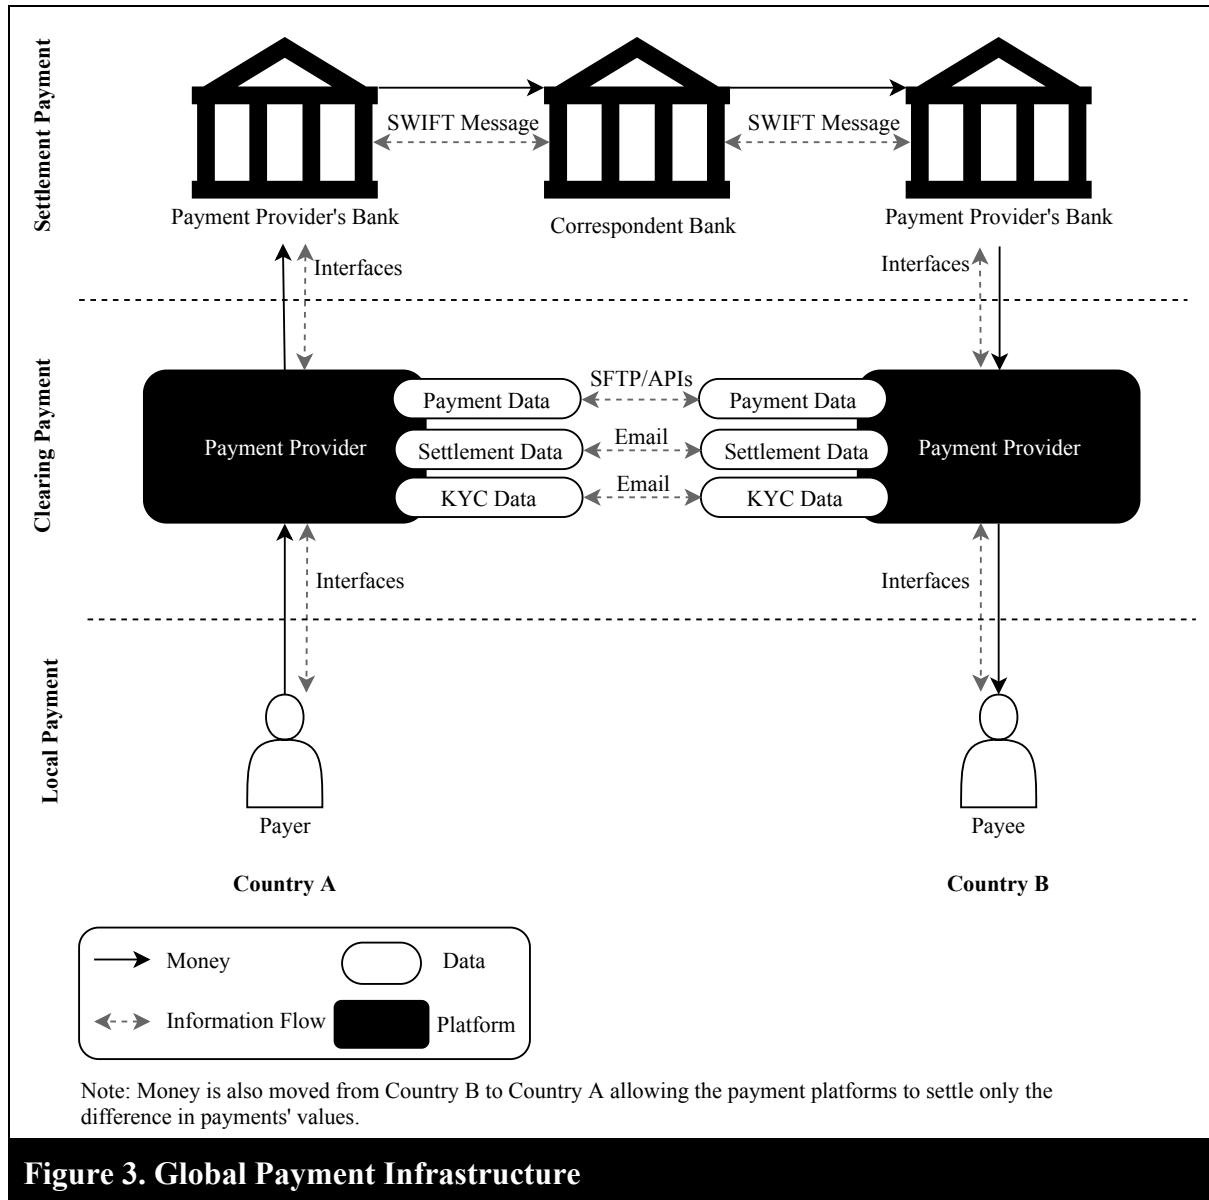 Settlement Payment
SWIFT Message
SWIFT Message
Payment Provider's Bank
Correspondent Bank
Payment Provider's Bank
Interfaces
Interfaces
Clearing Payment
Payment Provider
Payment Data
SFTP/APIs
Payment Data
Settlement Data
Email
Settlement Data
KYC Data
Email
KYC Data
Payment Provider
Interfaces
Interfaces
Local Payment
Payer
Payee
Country A
Country B
Money
Data
Information Flow
Platform
Note: Money is also moved from Country B to Country A allowing the payment platforms to settle only the
difference in payments' values.
Figure 3. Global Payment Infrastructure